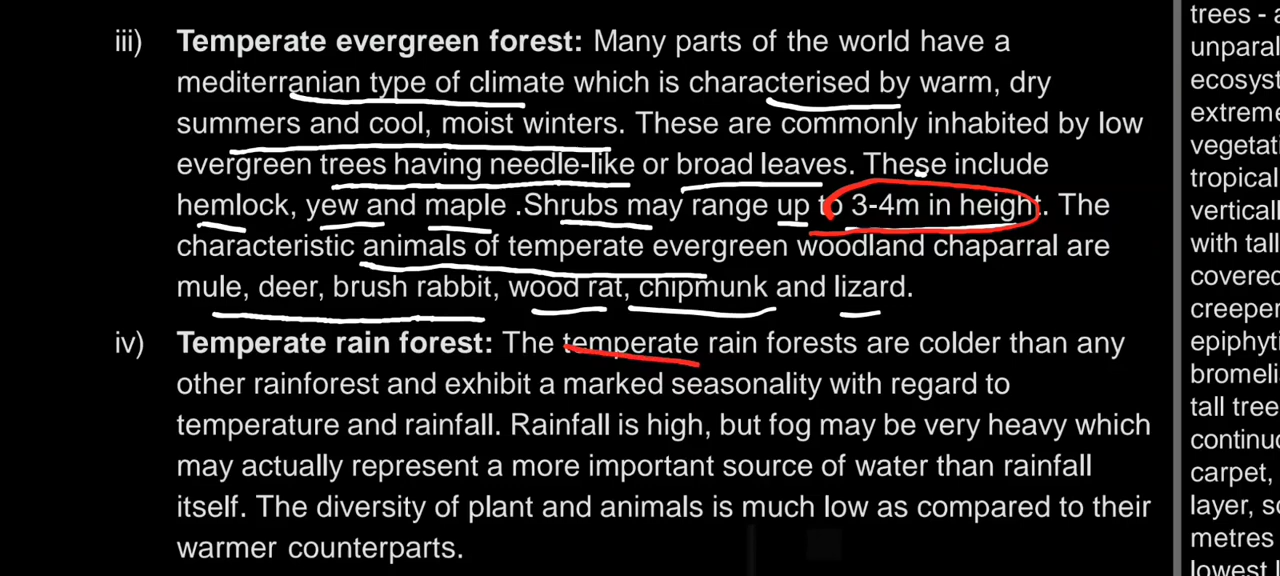 iii) Temperate evergreen forest: Many parts of the world have a
mediterranian type of climate which is characterised by warm, dry
summers and cool, moist winters. These are commonly inhabited by low
evergreen trees having needle-like or broad leaves. These include
hemlock, yew and maple .Shrubs may range up to 3-4m in height. The
characteristic animals of temperate evergreen woodland chaparral are
mule, deer, brush rabbit, wood rat, chipmunk and lizard.
iv) Temperate rain forest: The temperate rain forests are colder than any
other rainforest and exhibit a marked seasonality with regard to
temperature and rainfall. Rainfall is high, but fog may be very heavy which
may actually represent a more important source of water than rainfall
itself. The diversity of plant and animals is much low as compared to their
warmer counterparts.
trees -
unparal
ecosyst
extreme
vegetati
tropical
verticall
with tall
covered
creeper
epiphyti
bromeli
tall tree
continuo
carpet,
layer, so
metres
lowest l